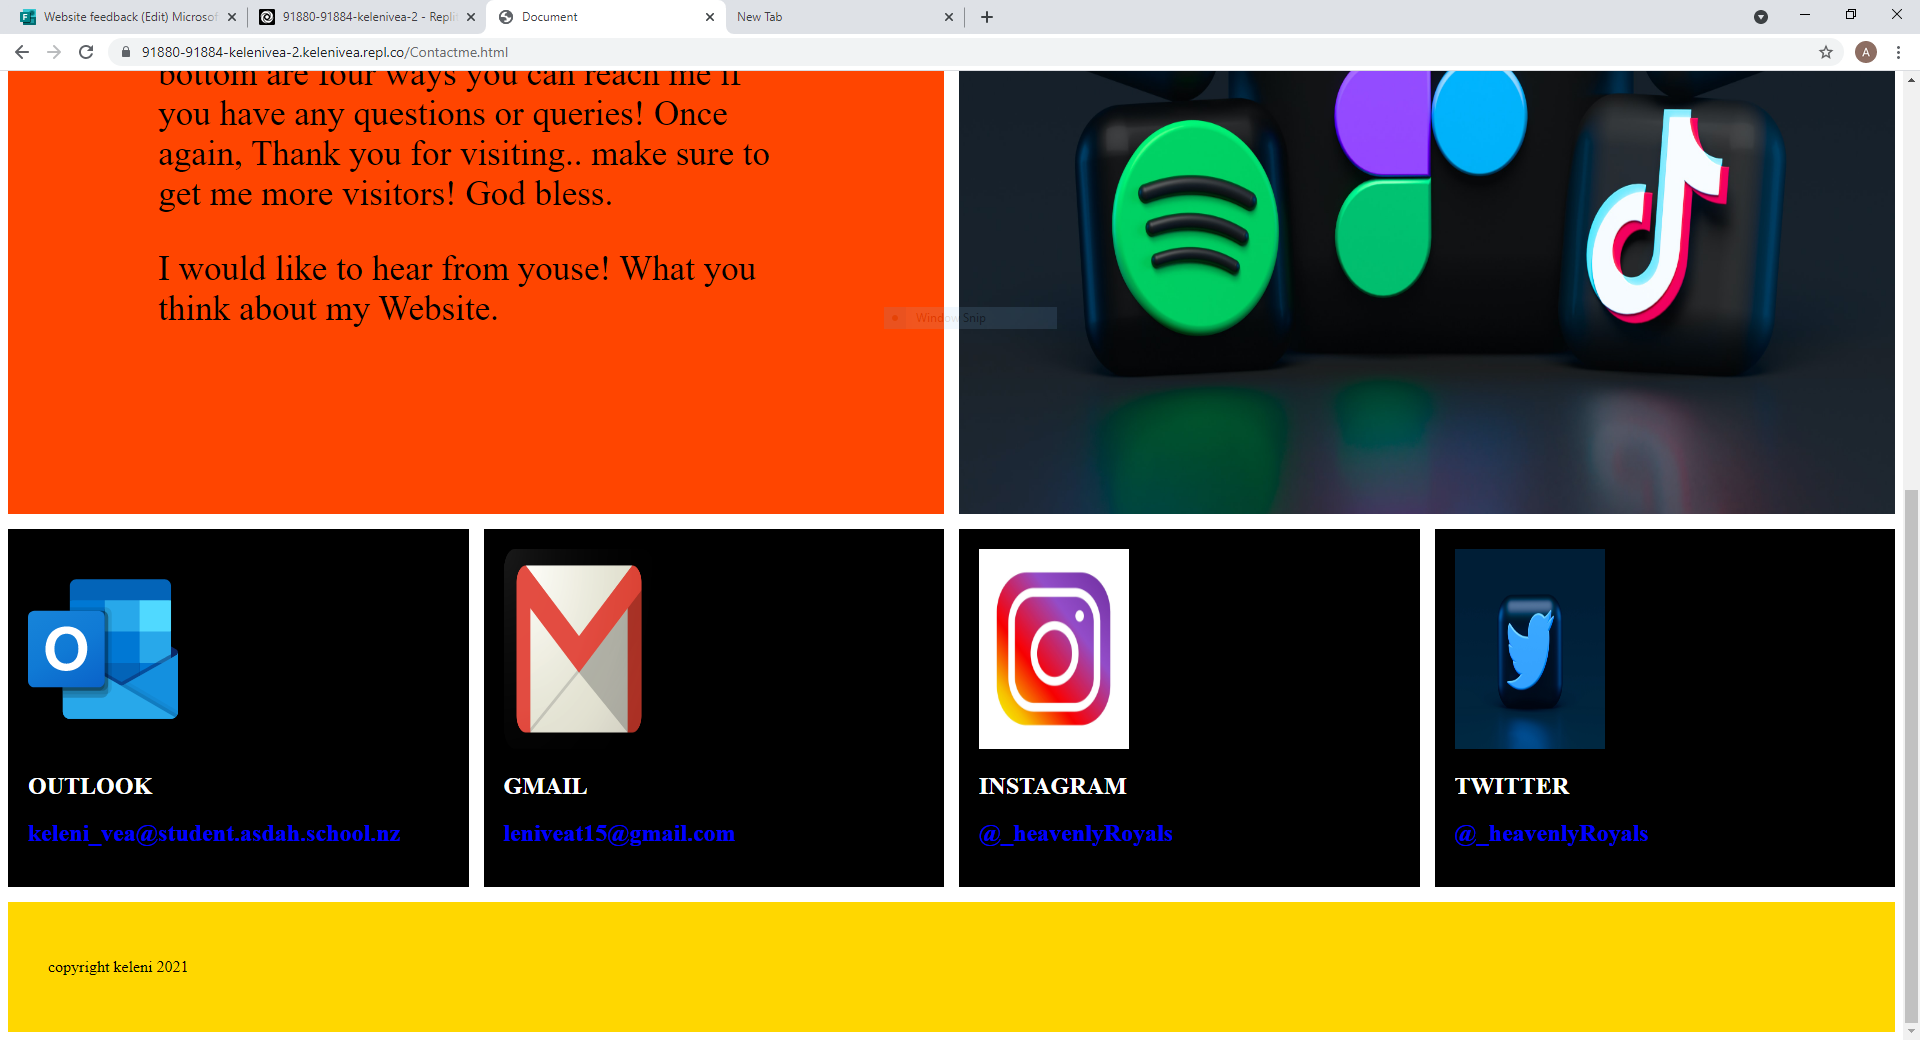 Website feedback (Edit) Microsof
91880-91884-kelenivea-2 - Replit
Document
New Tab
91880-91884-kelenivea-2.kelenivea.repl.co/Contactme.html
A
bottom are four ways you can reach me if
you have any questions or queries! Once
again, Thank you for visiting.. make sure to
get me more visitors! God bless.
I would like to hear from youse! What you
think about my Website.
Window Snip
OUTLOOK
keleni_vea@student.asdah.school.nz
GMAIL
leniveat15@gmail.com
INSTAGRAM
@_heavenlyRoyals
TWITTER
@_heavenlyRoyals
copyright keleni 2021